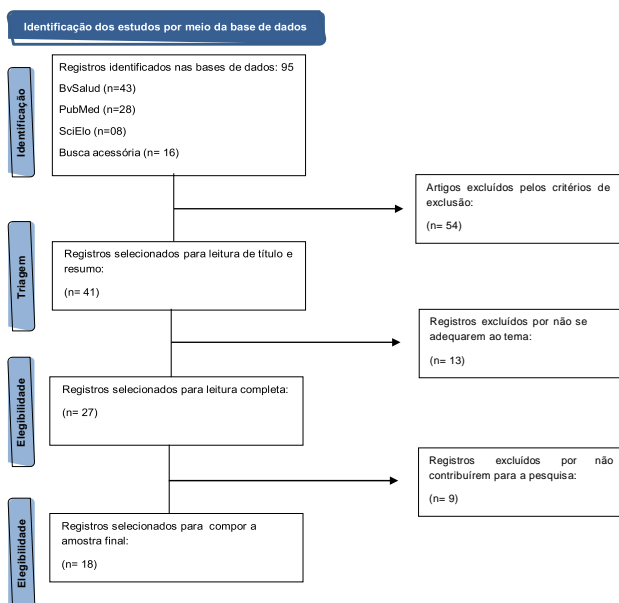 Identificação dos estudos por meio da base de dados
Identificação
Registros identificados nas bases de dados: 95
BvSalud (n=43)
PubMed (n=28)
SciElo (n=08)
Busca acessória (n= 16)
Artigos excluídos pelos critérios de
exclusão:
(n= 54)
Triagem
Registros selecionados para leitura de título e
resumo:
(n= 41)
Registros excluídos por não se
adequarem ao tema:
(n= 13)
Elegibilidade
Registros selecionados para leitura completa:
(n= 27)
Registros excluídos por não
contribuírem para a pesquisa:
(n= 9)
Elegibilidade
Registros selecionados para compor a
amostra final:
(n= 18)